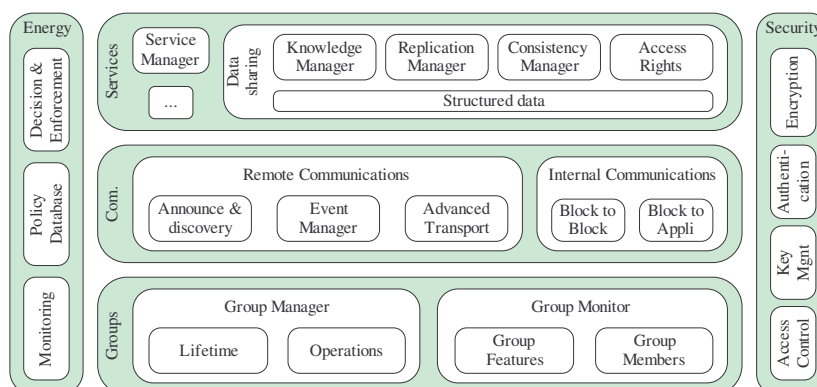 Energy
Decision &
Enforcement
Policy
Database
Monitoring
Services
Service
Manager
...
Data
sharing
Knowledge
Manager
Replication
Manager
Consistency
Manager
Access
Rights
Structured data
Com.
Remote Communications
Announce &
discovery
Event
Manager
Advanced
Transport
Internal Communications
Block to
Block
Block to
Appli
Groups
Group Manager
Lifetime
Operations
Group Monitor
Group
Features
Group
Members
Security
Encryption
Authenti-
cation
Key
Mgnt
Access
Control